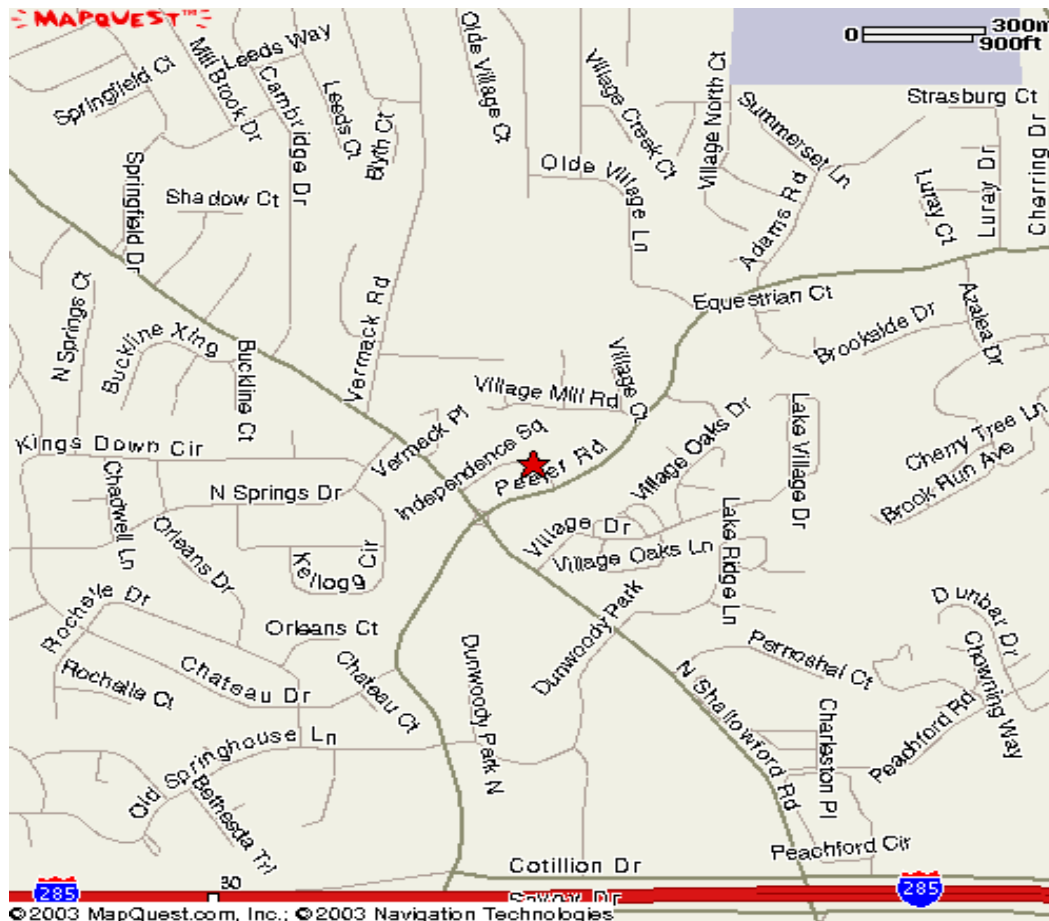 MAPQUEST™
0 300m
900ft
Springfield Ct
Mill Brook Dr
Leeds Way
Cambridge Dr
Leeds Ct
Blyth Ct
Olde Village Ct
Village Creek Ct
Village North Ct
Summerset Ln
Strasburg Ct
Cherring Dr
Luray Dr
Luray Ct
Springfield Dr
Shadow Ct
Olde Village Ln
Adams Rd
Equestrian Ct
N Springs Ct
Buckline Xing
Buckline Ct
Vermack Rd
Brookside Dr
Azalea Dr
Village Mill Rd
Village Ct
Kings Down Cir
Vermack Pl
Independence Sq
Peeler Rd
Village Oaks Dr
Lake Village Dr
Cherry Tree Ln
Brook Run Ave
Chadwell Ln
N Springs Dr
Orleans Dr
Kellogg Cir
Village Dr
Village Oaks Ln
Lake Ridge Ln
Rochelle Dr
Orleans Ct
Chateau Dr
Chateau Ct
Rochalla Ct
Dunwoody Park N
Dunwoody Park
Pernoshal Ct
Dunbar Dr
Chowning Way
N Shallowford Rd
Peachford Rd
Charleston Pl
Old Springhouse Ln
Bethesda Trl
Peachford Cir
Cotillion Dr
285
30
285
©2003 MapQuest.com, Inc.; ©2003 Navigation Technologies